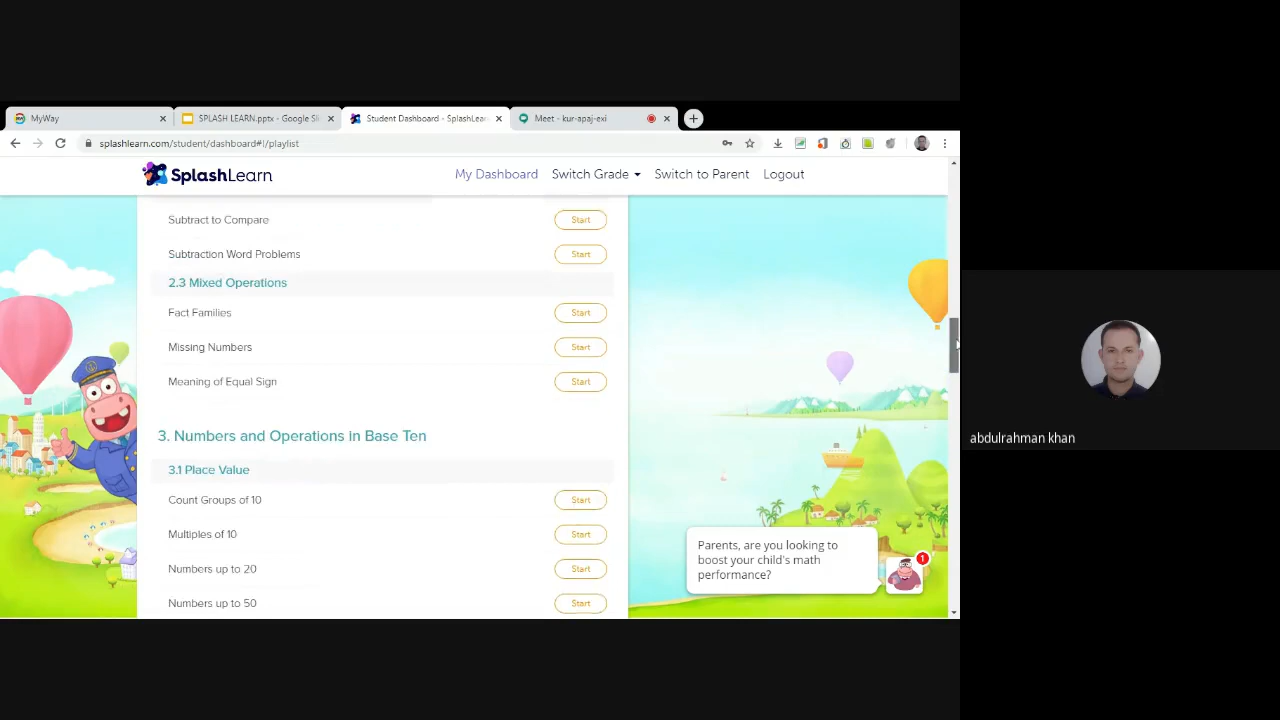 MyWay
SPLASH LEARN.pptx - Google Sli
Student Dashboard - SplashLearn
Meet - kur-apaj-exi
splashlearn.com/student/dashboard#!/playlist
SplashLearn
My Dashboard
Switch Grade
Switch to Parent
Logout
Subtract to Compare Start
Subtraction Word Problems Start
2.3 Mixed Operations
Fact Families Start
Missing Numbers Start
Meaning of Equal Sign Start
3. Numbers and Operations in Base Ten
3.1 Place Value
Count Groups of 10 Start
Multiples of 10 Start
Numbers up to 20 Start
Numbers up to 50 Start
Parents, are you looking to
boost your child's math
performance?
1
abdulrahman khan